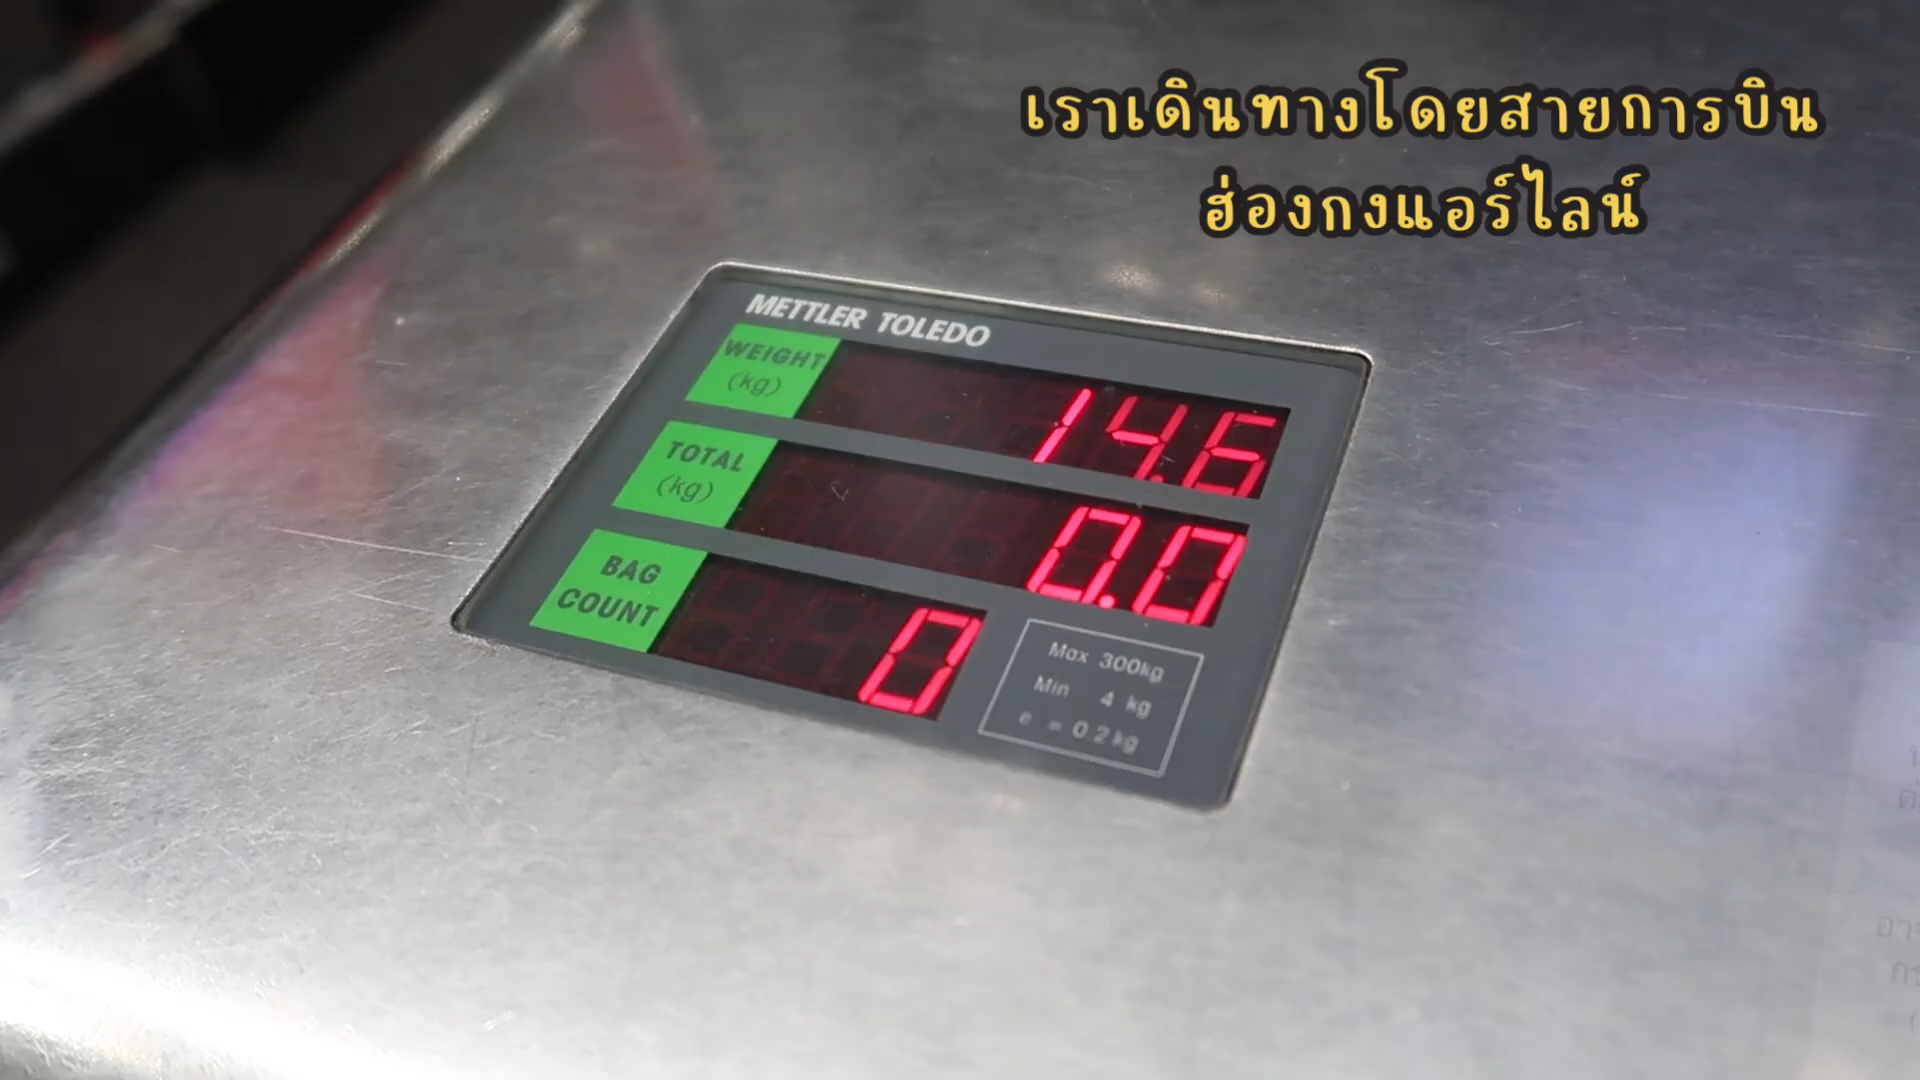 เราเดินทางโดยสายการบิน
ฮ่องกงแอร์ไลน์
METTLER TOLEDO
WEIGHT
(kg)
14.6
TOTAL
(kg)
0.0
BAG
COUNT
0
Max 300kg
Min 4 kg
e = 0.2kg